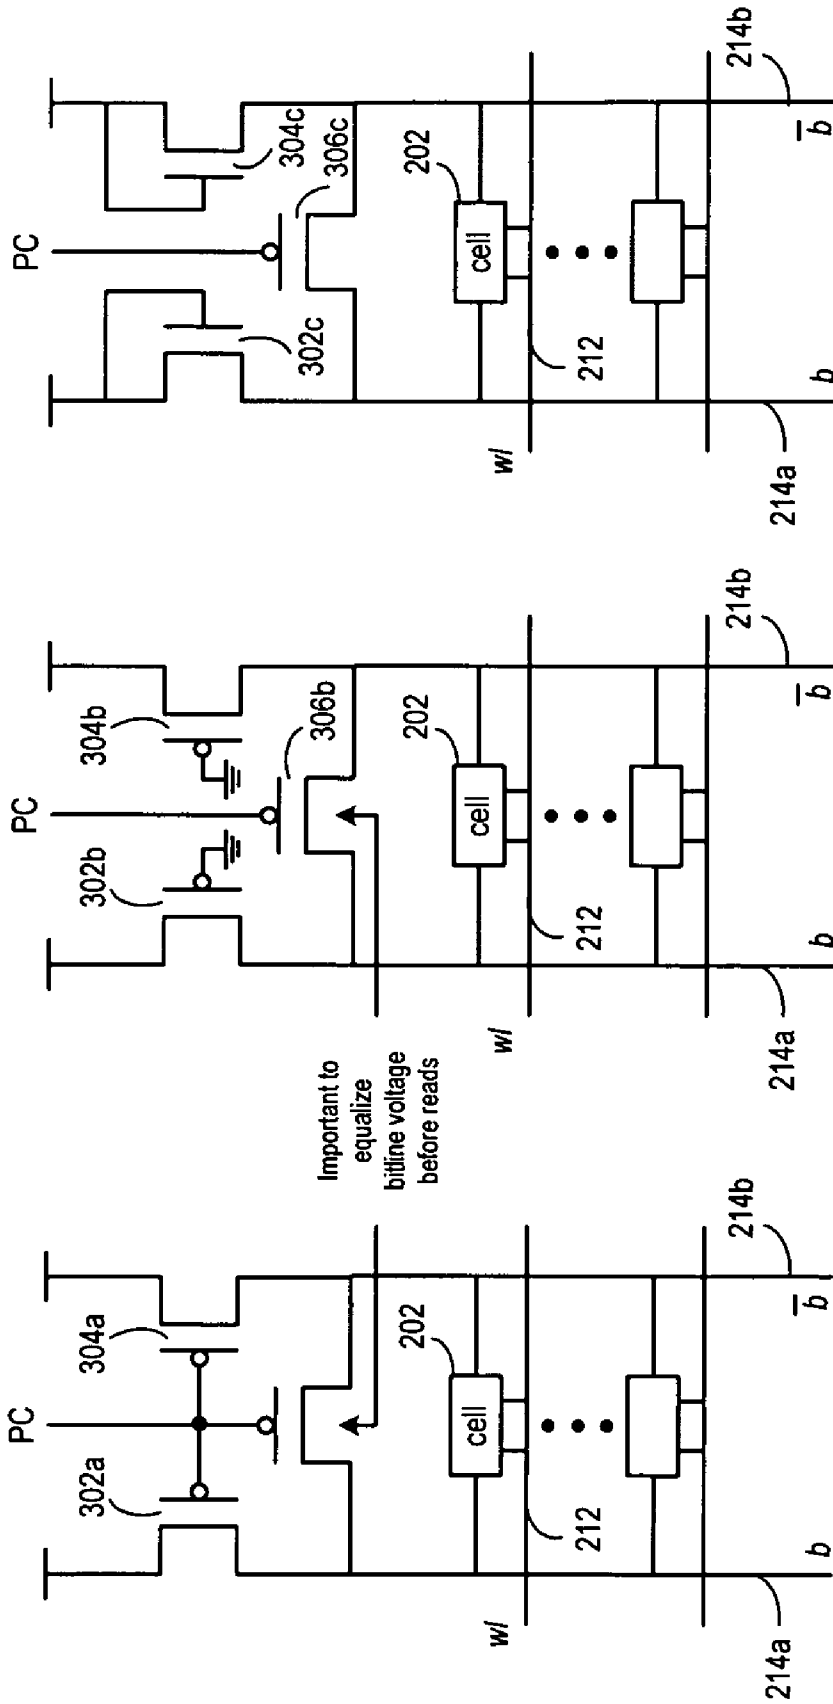 PC
302a
304a
202
cell
wl
212
b
b̄
214a
214b
Important to
equalize
bitline voltage
before reads
PC
302b
304b
306b
202
cell
wl
212
b
b̄
214a
214b
PC
302c
304c
306c
202
cell
wl
212
b
b̄
214a
214b